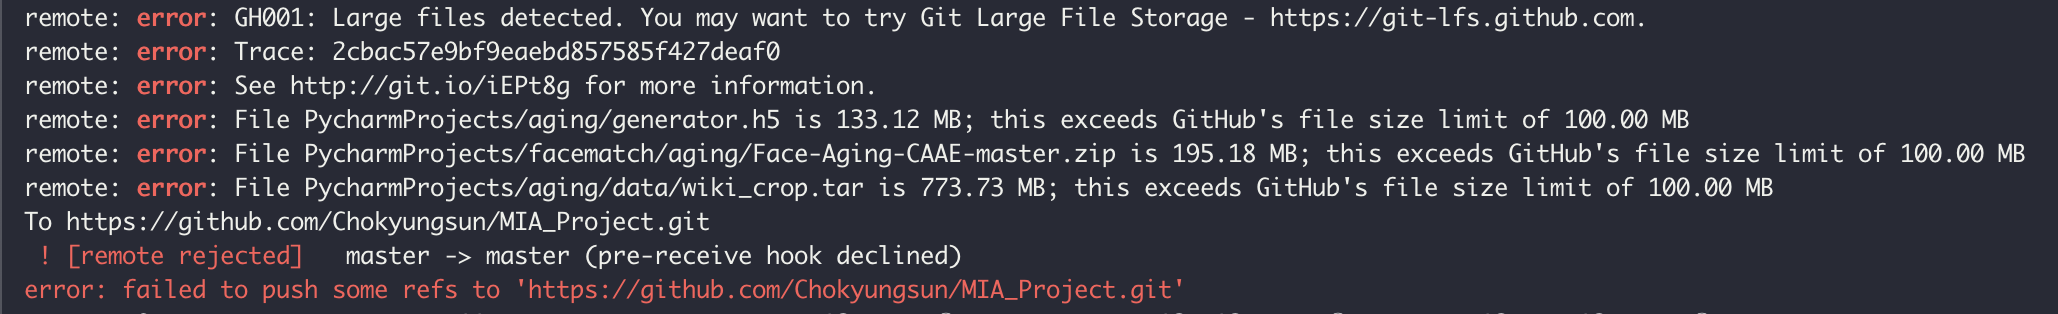 remote: error: GH001: Large files detected. You may want to try Git Large File Storage - https://git-lfs.github.com.
remote: error: Trace: 2cbac57e9bf9eaebd857585f427deaf0
remote: error: See http://git.io/iEPt8g for more information.
remote: error: File PycharmProjects/aging/generator.h5 is 133.12 MB; this exceeds GitHub's file size limit of 100.00 MB
remote: error: File PycharmProjects/facematch/aging/Face-Aging-CAAE-master.zip is 195.18 MB; this exceeds GitHub's file size limit of 100.00 MB
remote: error: File PycharmProjects/aging/data/wiki_crop.tar is 773.73 MB; this exceeds GitHub's file size limit of 100.00 MB
To https://github.com/Chokyungsun/MIA_Project.git
 ! [remote rejected]   master -> master (pre-receive hook declined)
error: failed to push some refs to 'https://github.com/Chokyungsun/MIA_Project.git'